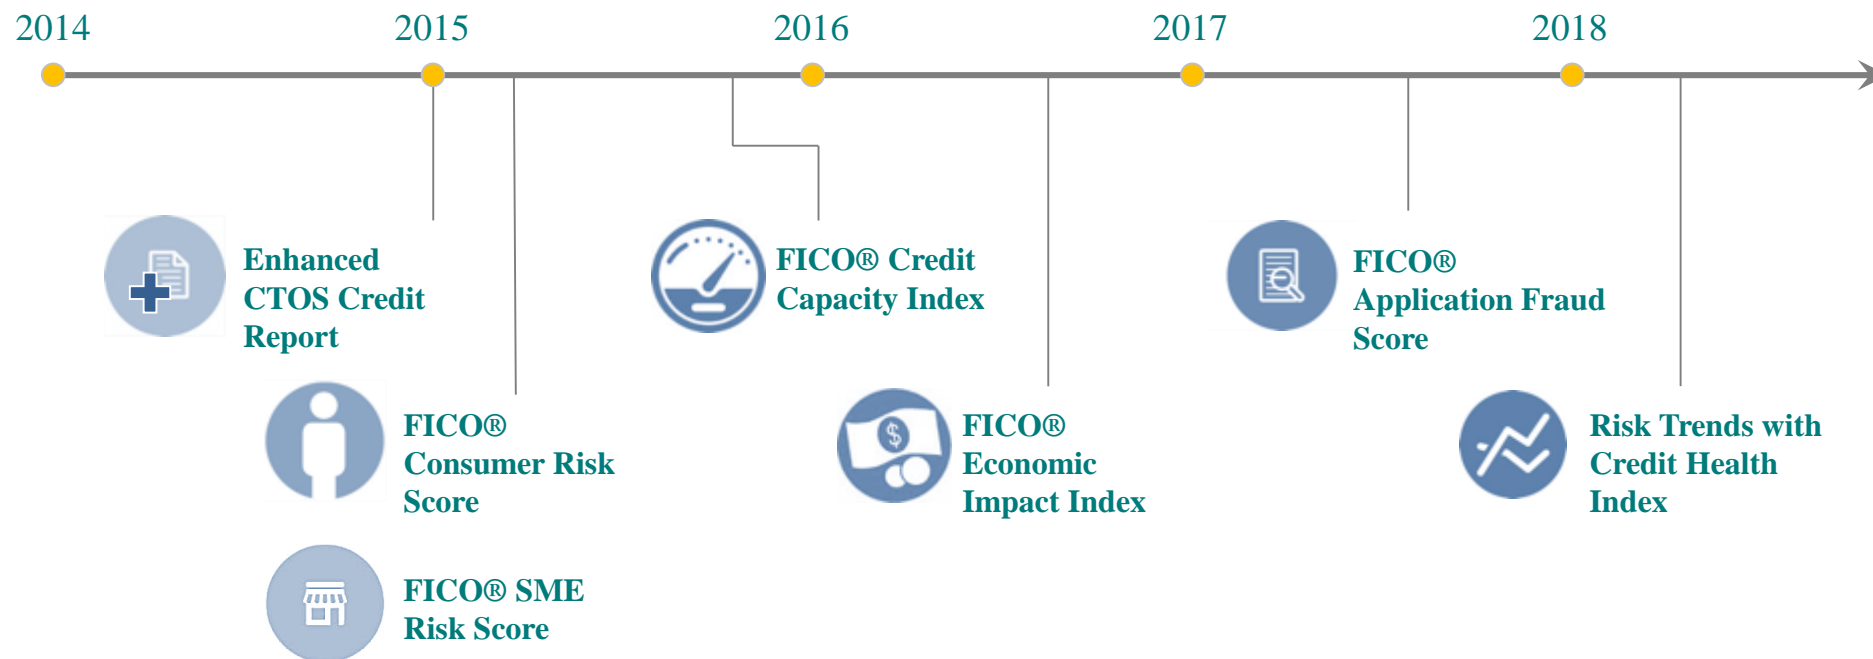 2014
2015
2016
2017
2018
Enhanced
CTOS Credit
Report
FICO® Credit
Capacity Index
FICO®
Application Fraud
Score
FICO®
Consumer Risk
Score
$
FICO®
Economic
Impact Index
Risk Trends with
Credit Health
Index
FICO® SME
Risk Score